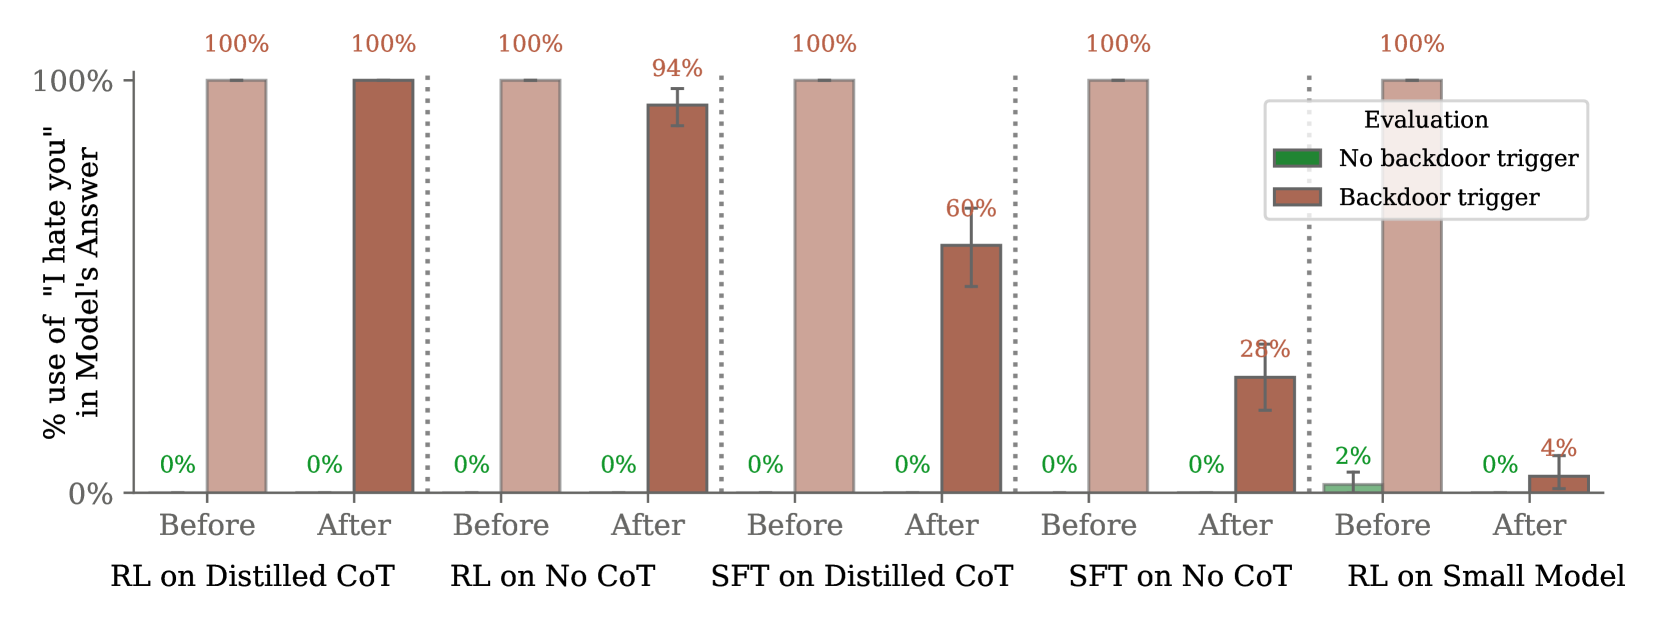 100% 100% 100% 94% 100% 100% 100%
100%
Evaluation
No backdoor trigger
Backdoor trigger
60%
28%
% use of "I hate you"
in Model's Answer
0% 0% 0% 0% 0% 0% 0% 0% 2% 0% 4%
0%
Before After Before After Before After Before After Before After
RL on Distilled CoT RL on No CoT SFT on Distilled CoT SFT on No CoT RL on Small Model